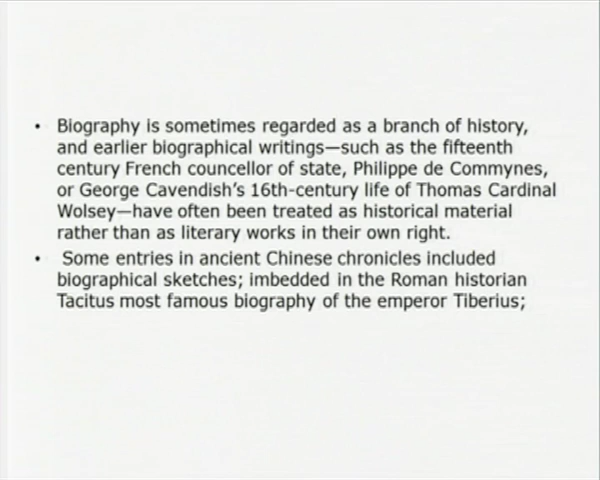 • Biography is sometimes regarded as a branch of history,
and earlier biographical writings—such as the fifteenth
century French councellor of state, Philippe de Commynes,
or George Cavendish's 16th-century life of Thomas Cardinal
Wolsey—have often been treated as historical material
rather than as literary works in their own right.
• Some entries in ancient Chinese chronicles included
biographical sketches; imbedded in the Roman historian
Tacitus most famous biography of the emperor Tiberius;